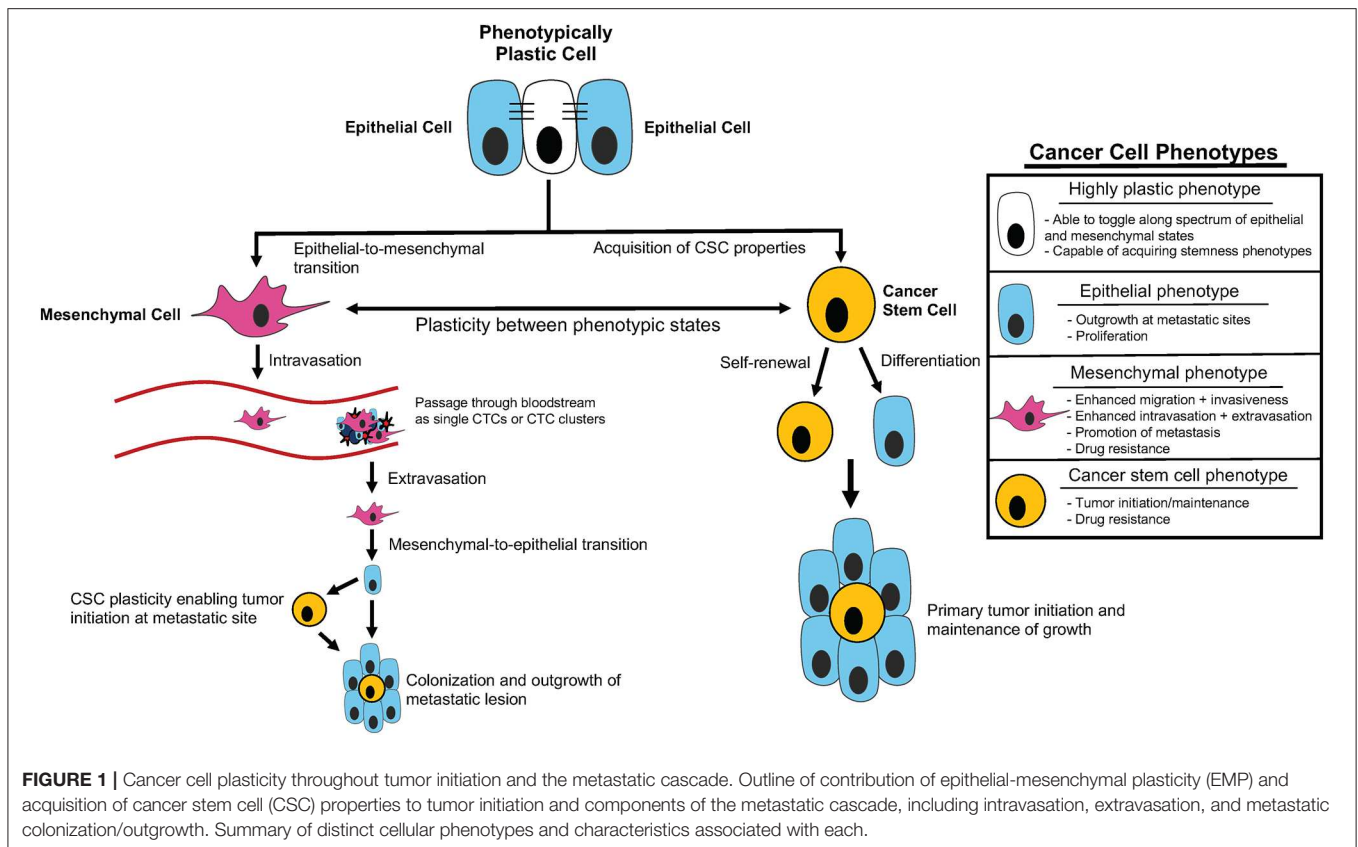 Phenotypically
Plastic Cell
Epithelial Cell
Epithelial Cell
Epithelial-to-mesenchymal
transition
Acquisition of CSC properties
Mesenchymal Cell
Cancer
Stem Cell
Plasticity between phenotypic states
Intravasation
Self-renewal
Differentiation
Passage through bloodstream
as single CTCs or CTC clusters
Extravasation
Mesenchymal-to-epithelial transition
CSC plasticity enabling tumor
initiation at metastatic site
Colonization and outgrowth of
metastatic lesion
Primary tumor initiation and
maintenance of growth
Cancer Cell Phenotypes
Highly plastic phenotype
- Able to toggle along spectrum of epithelial
and mesenchymal states
- Capable of acquiring stemness phenotypes
Epithelial phenotype
- Outgrowth at metastatic sites
- Proliferation
Mesenchymal phenotype
- Enhanced migration + invasiveness
- Enhanced intravasation + extravasation
- Promotion of metastasis
- Drug resistance
Cancer stem cell phenotype
- Tumor initiation/maintenance
- Drug resistance
FIGURE 1 | Cancer cell plasticity throughout tumor initiation and the metastatic cascade. Outline of contribution of epithelial-mesenchymal plasticity (EMP) and
acquisition of cancer stem cell (CSC) properties to tumor initiation and components of the metastatic cascade, including intravasation, extravasation, and metastatic
colonization/outgrowth. Summary of distinct cellular phenotypes and characteristics associated with each.